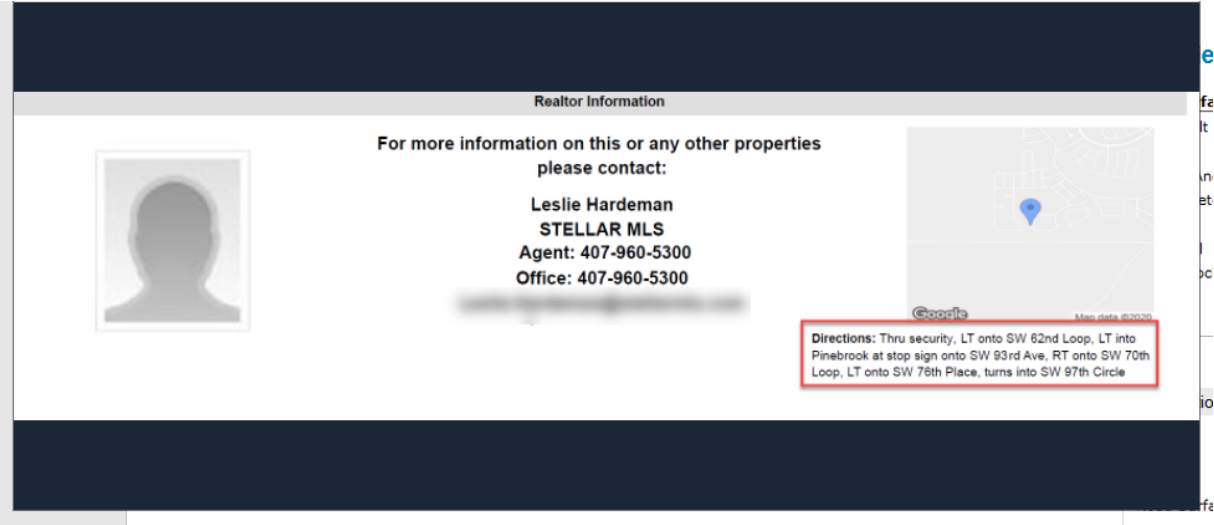 Realtor Information
For more information on this or any other properties
please contact:
Leslie Hardeman
STELLAR MLS
Agent: 407-960-5300
Office: 407-960-5300
Google
Map data ©2020
Directions: Thru security, LT onto SW 62nd Loop, LT into
Pinebrook at stop sign onto SW 93rd Ave, RT onto SW 70th
Loop, LT onto SW 76th Place, turns into SW 97th Circle